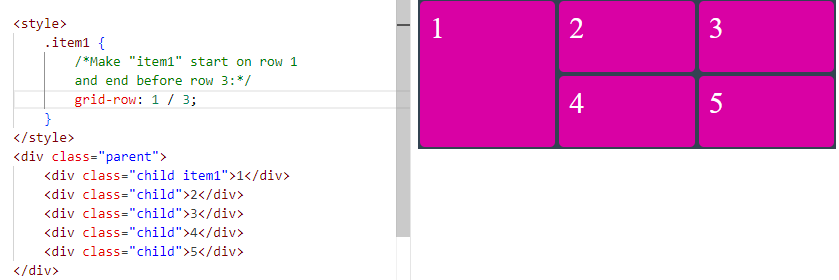 <style>
.item1 {
/*Make "item1" start on row 1
and end before row 3:*/
grid-row: 1 / 3;
}
</style>
<div class="parent">
<div class="child item1">1</div>
<div class="child">2</div>
<div class="child">3</div>
<div class="child">4</div>
<div class="child">5</div>
</div>
1 2 3
4 5